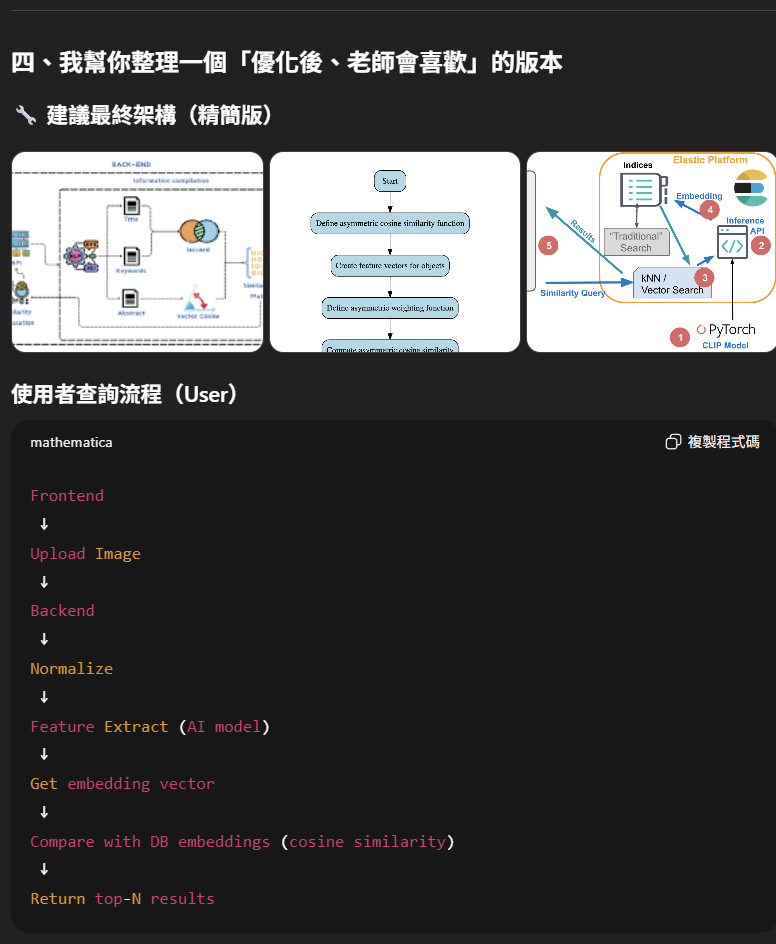 四、我幫你整理一個「優化後、老師會喜歡」的版本
建議最終架構（精簡版）
BACK-END
Information compilation
Title
Keywords
Abstract
Jaccard
Vector Cosine
Start
Define asymmetric cosine similarity function
Create feature vectors for objects
Define asymmetric weighting function
Compute asymmetric cosine similarity
Elastic Platform
Indices
Embedding
4
Inference
API
2
"Traditional"
Search
Results
5
3
kNN /
Vector Search
Similarity Query
1
PyTorch
CLIP Model
使用者查詢流程（User）
mathematica
複製程式碼
Frontend
↓
Upload Image
↓
Backend
↓
Normalize
↓
Feature Extract (AI model)
↓
Get embedding vector
↓
Compare with DB embeddings (cosine similarity)
↓
Return top-N results